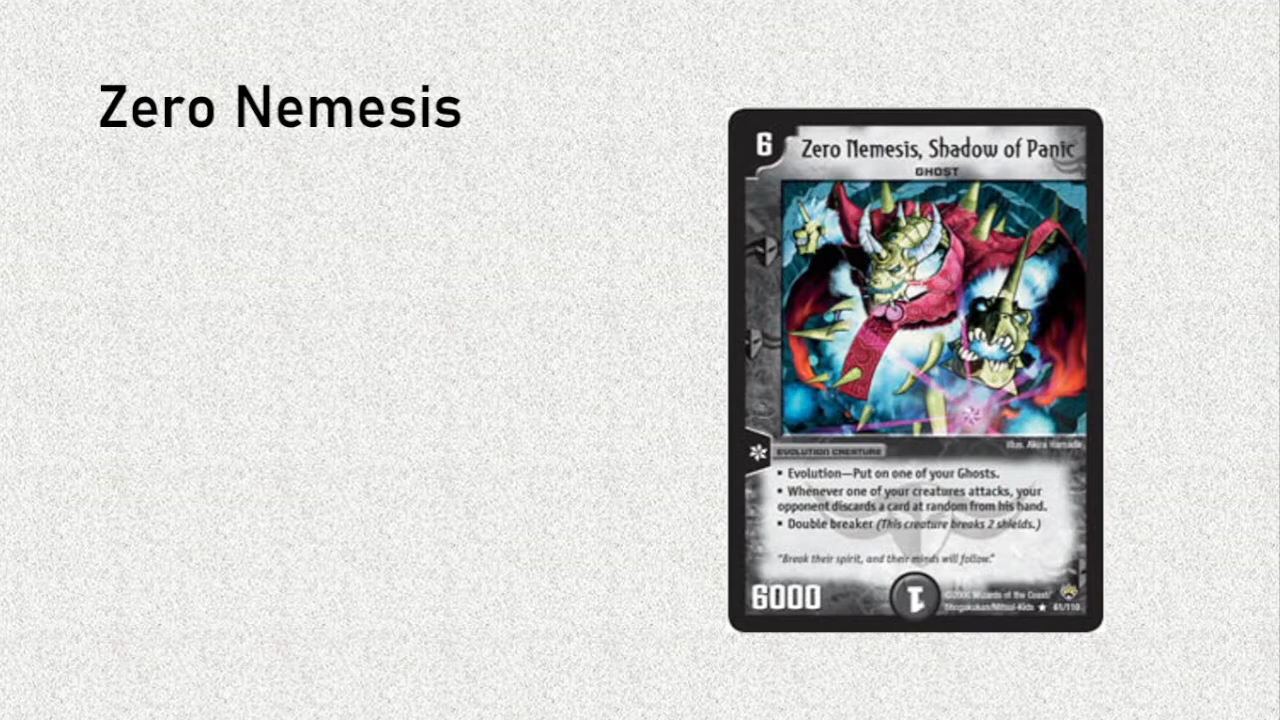 Zero Nemesis
6
Zero Nemesis, Shadow of Panic
GHOST
Illus. Akira Hamada
EVOLUTION CREATURE
▪ Evolution—Put on one of your Ghosts.
▪ Whenever one of your creatures attacks, your
opponent discards a card at random from his hand.
▪ Double breaker (This creature breaks 2 shields.)
"Break their spirit, and their minds will follow."
6000
1
Wizards of the Coast/
Shogakukan/Mitsui-Kids ★ 61/110